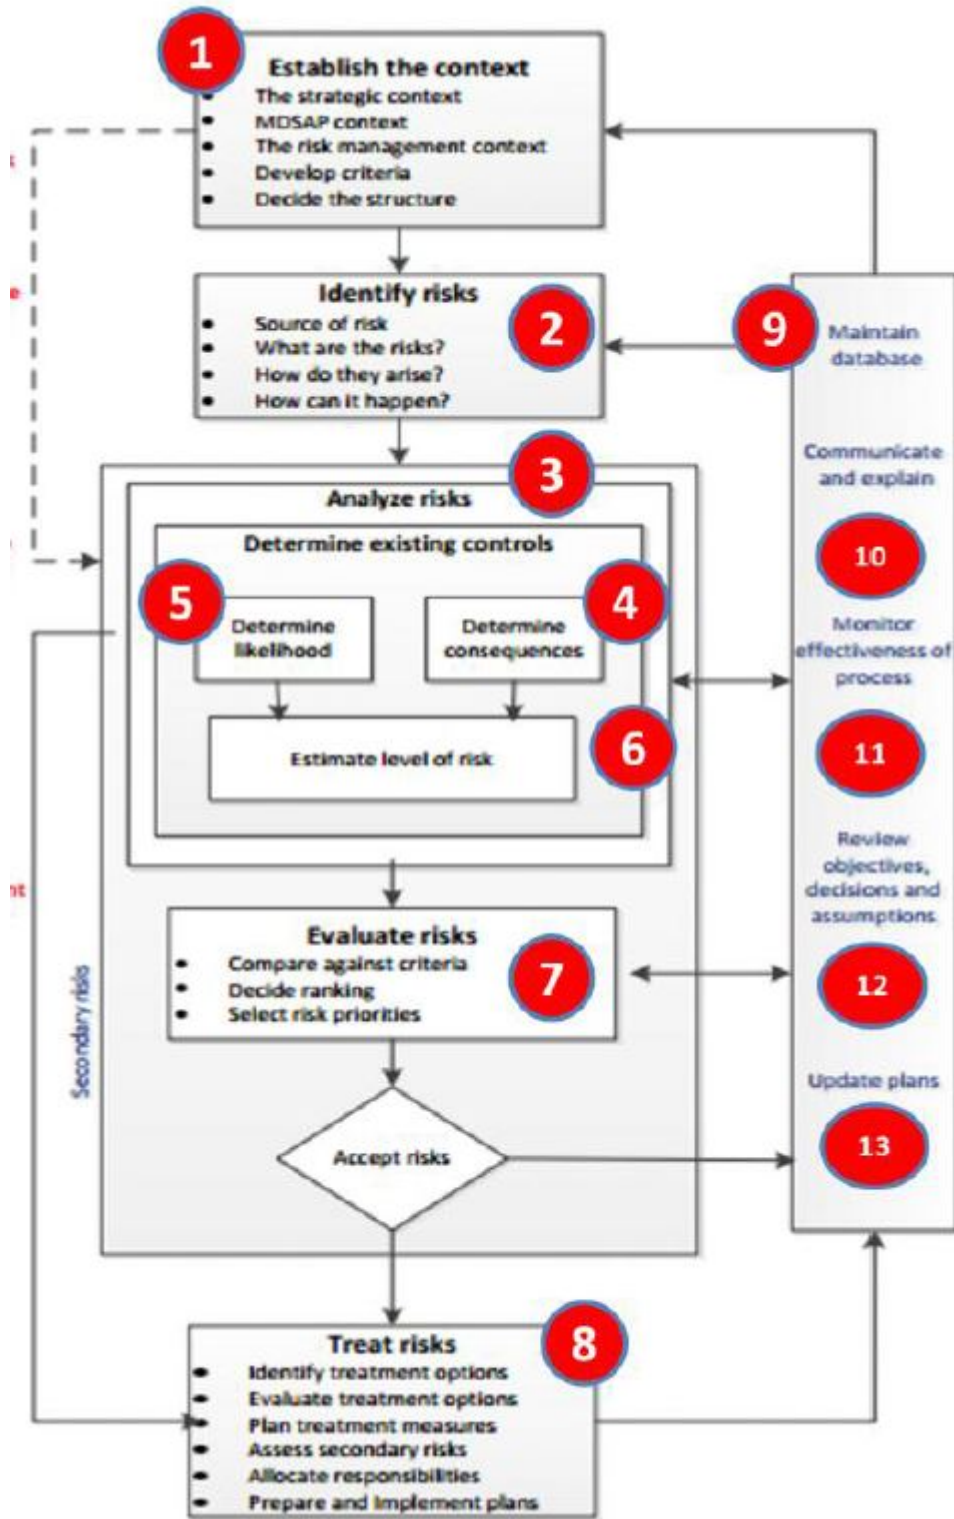 1
Establish the context
• The strategic context
• MDSAP context
• The risk management context
• Develop criteria
• Decide the structure
Identify risks
2
• Source of risk
• What are the risks?
• How do they arise?
• How can it happen?
9
Maintain
database
Communicate
and explain
10
Monitor
effectiveness of
process
11
Review
objectives,
decisions and
assumptions
12
Update plans
13
3
Analyze risks
Determine existing controls
5
Determine
likelihood
4
Determine
consequences
6
Estimate level of risk
Evaluate risks
7
• Compare against criteria
• Decide ranking
• Select risk priorities
Secondary risks
Accept risks
Treat risks
8
• Identify treatment options
• Evaluate treatment options
• Plan treatment measures
• Assess secondary risks
• Allocate responsibilities
• Prepare and Implement plans